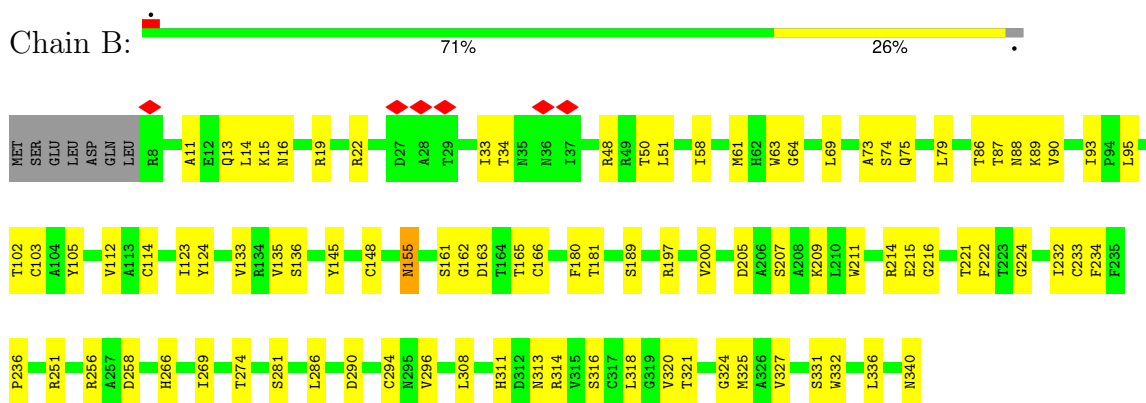 Chain B:
71% 26%
MET SER GLU LEU ASP GLN LEU R8 A11 E12 Q13 L14 K15 N16 R19 R22 D27 A28 T29 I33 T34 N35 N36 I37 R48 R49 T50 L51 I58 M61 H62 W63 G64 L69 A73 S74 Q75 L79 T86 T87 N88 K89 V90 I93 P94 L95
T102 C103 A104 Y105 V112 A113 C114 I123 Y124 V133 R134 V135 S136 Y145 C148 N155 S161 G162 D163 T164 T165 C166 F180 T181 S189 R197 V200 D205 A206 S207 A208 K209 L210 W211 R214 E215 G216 T221 F222 T223 G224 I232 C233 F234 F235
P236 R251 R256 A257 D258 H266 I269 T274 S281 L286 D290 C294 N295 V296 L308 H311 D312 N313 R314 V315 S316 C317 L318 G319 V320 T321 G324 M325 A326 V327 S331 W332 L336 N340